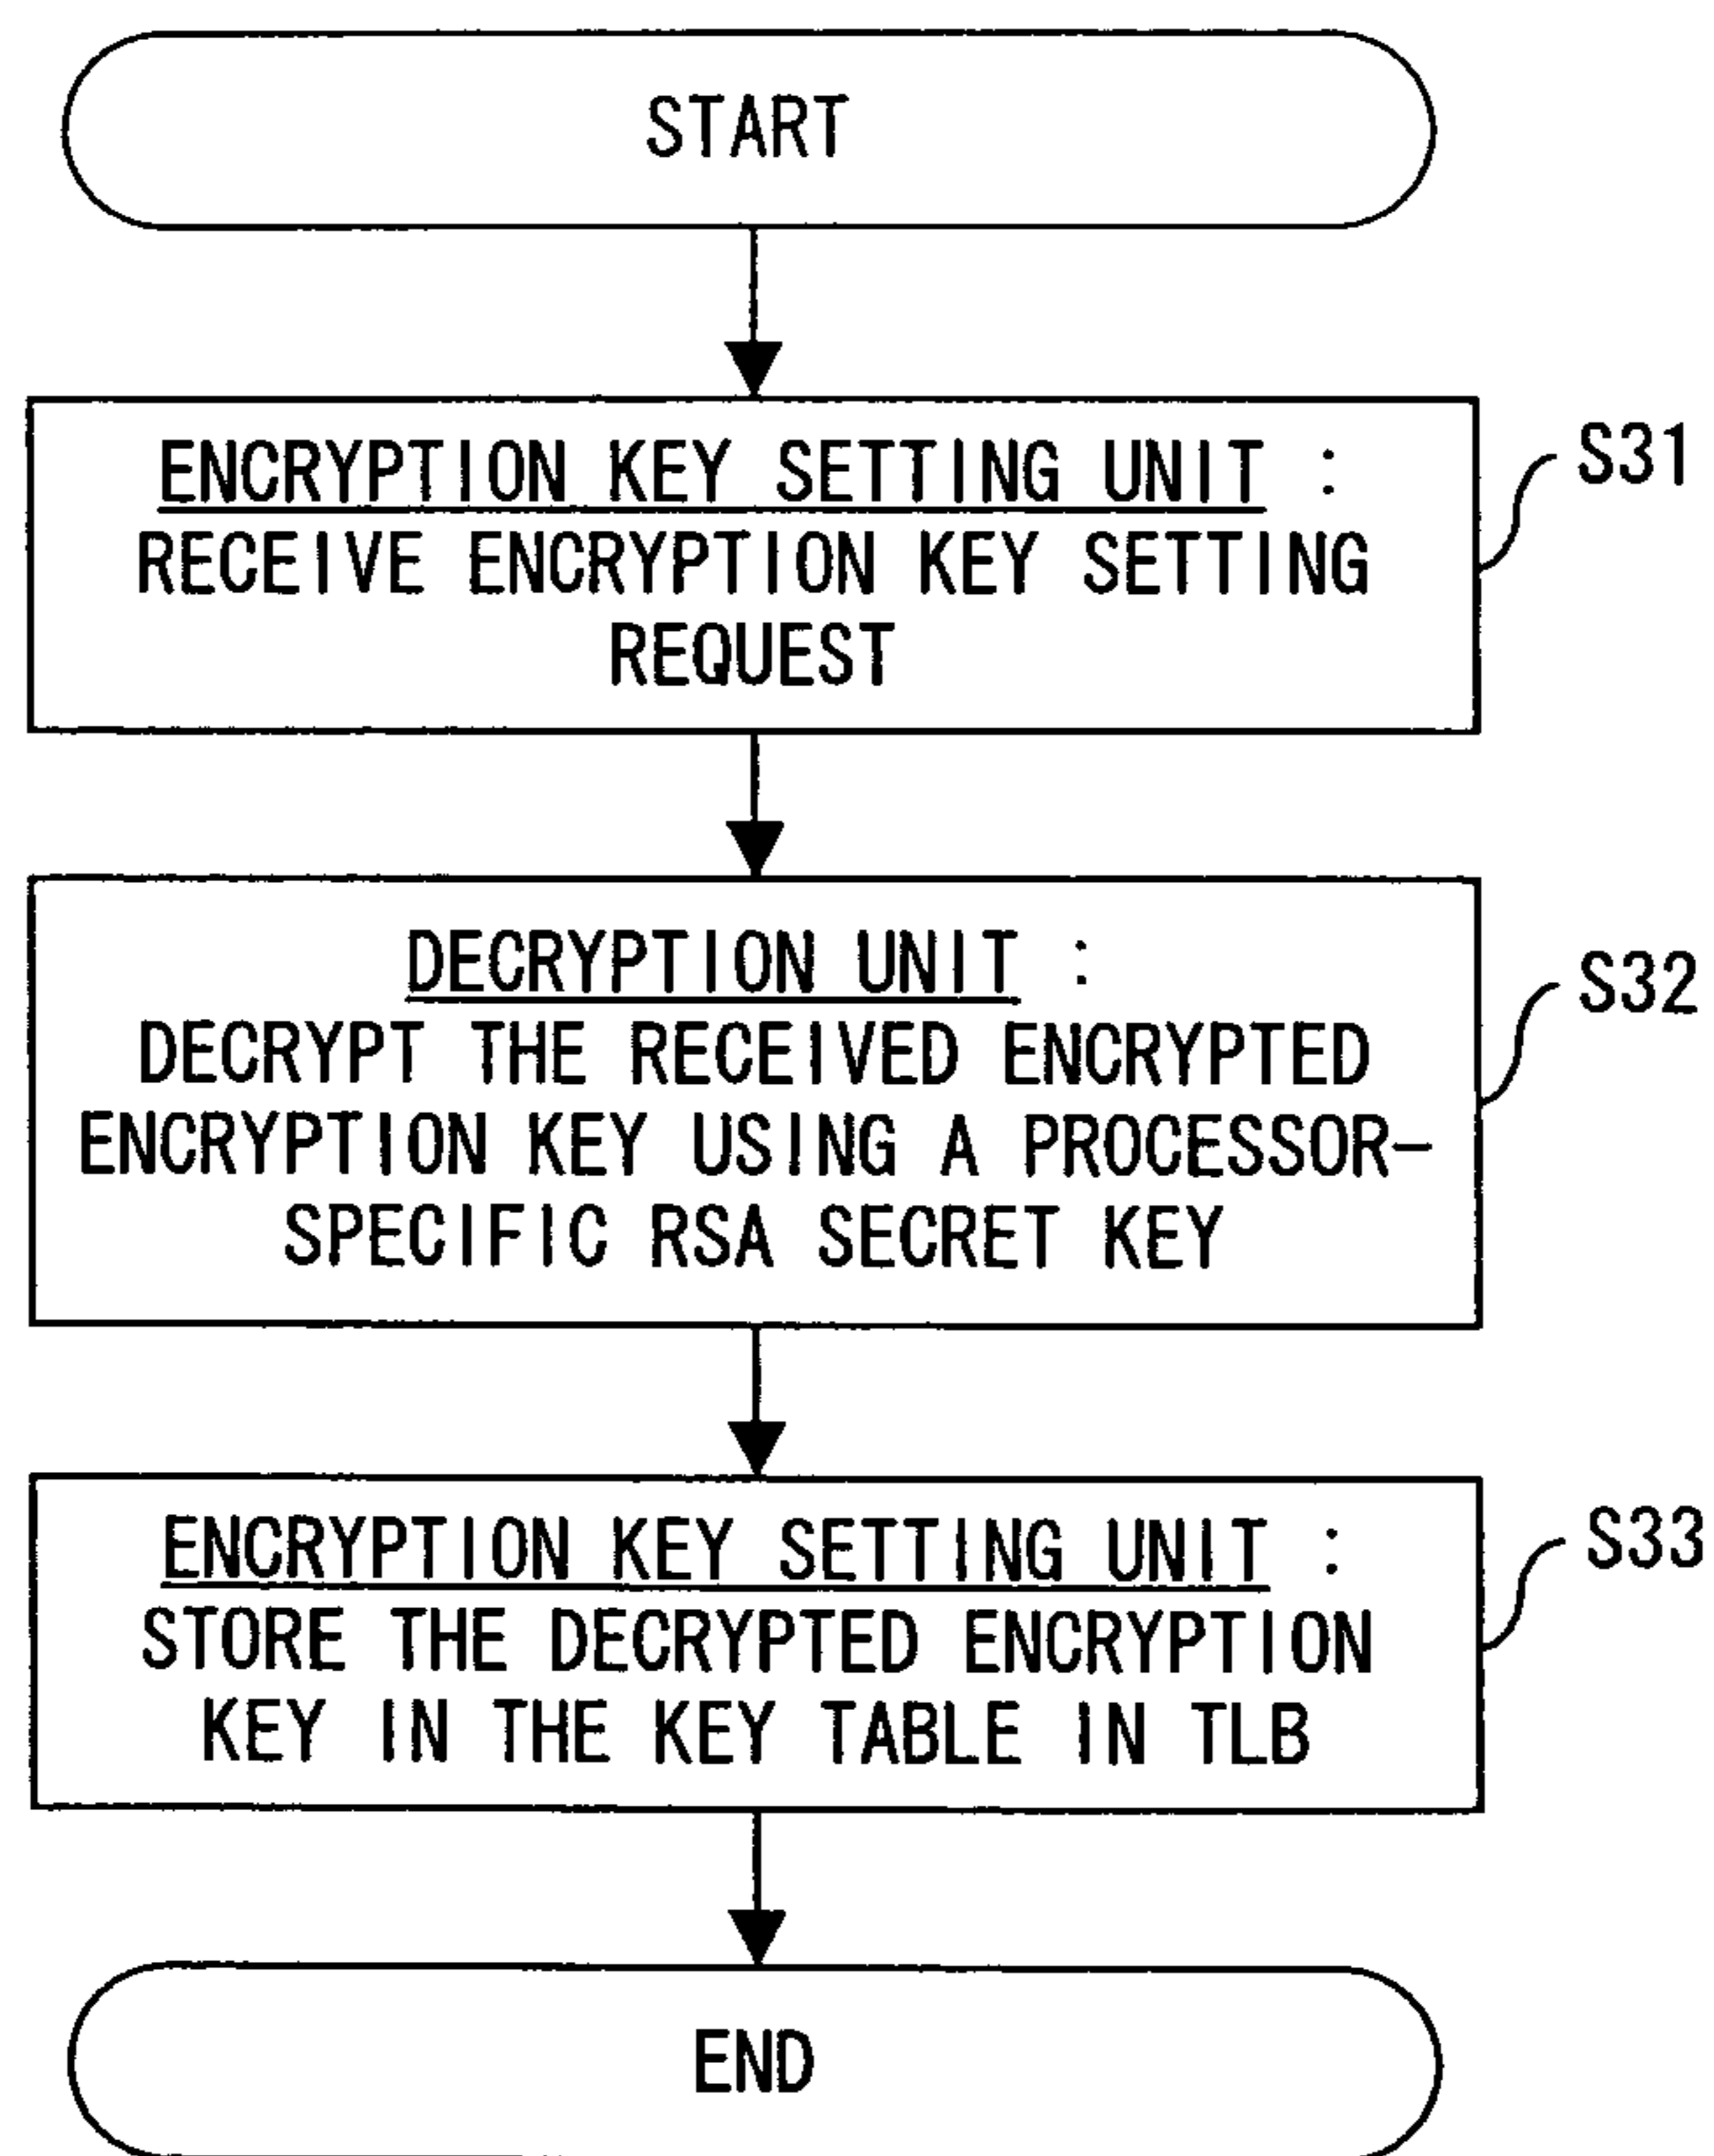 START
ENCRYPTION KEY SETTING UNIT :
RECEIVE ENCRYPTION KEY SETTING
REQUEST
S31
DECRYPTION UNIT :
DECRYPT THE RECEIVED ENCRYPTED
ENCRYPTION KEY USING A PROCESSOR-
SPECIFIC RSA SECRET KEY
S32
ENCRYPTION KEY SETTING UNIT :
STORE THE DECRYPTED ENCRYPTION
KEY IN THE KEY TABLE IN TLB
S33
END